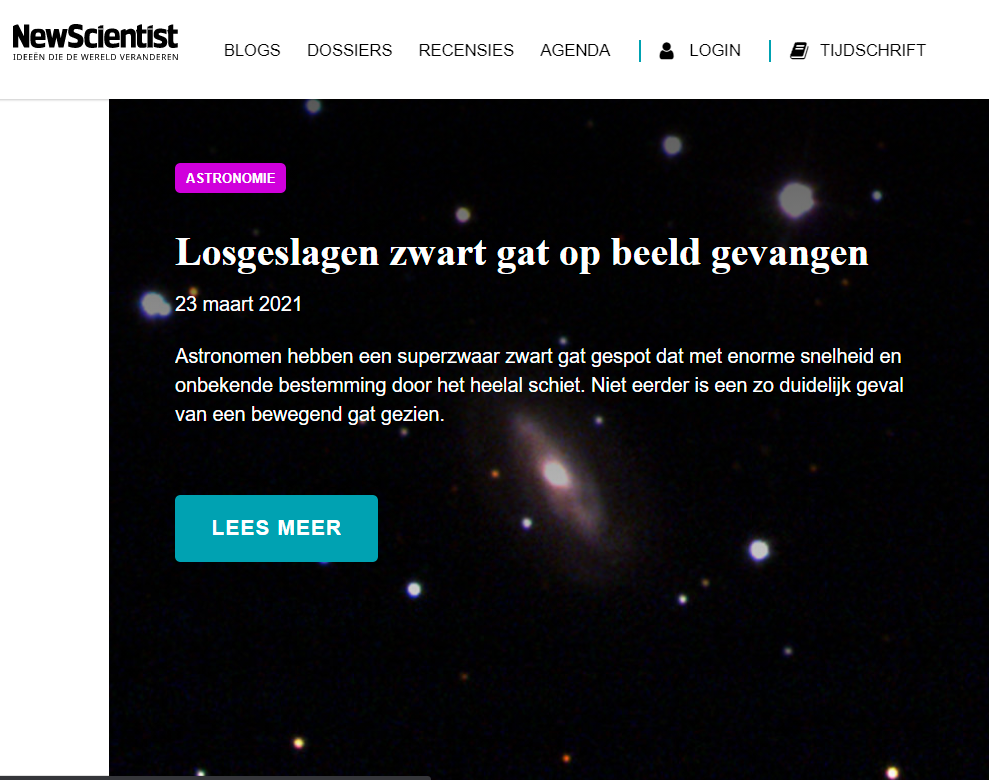 NewScientist
IDEEËN DIE DE WERELD VERANDEREN
BLOGS DOSSIERS RECENSIES AGENDA LOGIN TIJDSCHRIFT
ASTRONOMIE
Losgeslagen zwart gat op beeld gevangen
23 maart 2021
Astronomen hebben een superzwaar zwart gat gespot dat met enorme snelheid en
onbekende bestemming door het heelal schiet. Niet eerder is een zo duidelijk geval
van een bewegend gat gezien.
LEES MEER